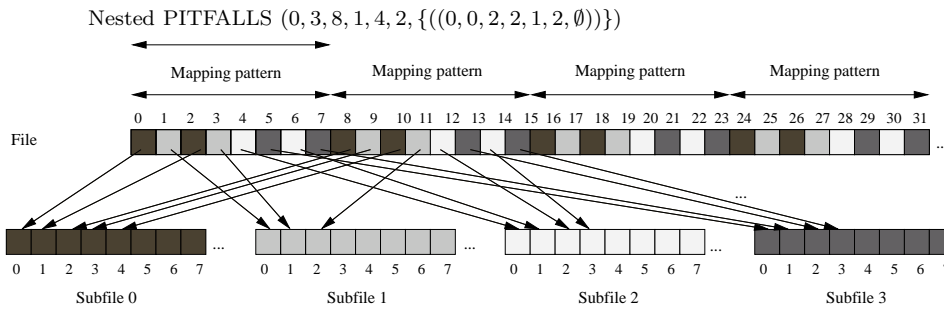 Nested PITFALLS (0, 3, 8, 1, 4, 2, {((0, 0, 2, 2, 1, 2, ∅))})
Mapping pattern Mapping pattern Mapping pattern Mapping pattern
0 1 2 3 4 5 6 7 8 9 10 11 12 13 14 15 16 17 18 19 20 21 22 23 24 25 26 27 28 29 30 31
File ...
...
... ... ...
0 1 2 3 4 5 6 7 0 1 2 3 4 5 6 7 0 1 2 3 4 5 6 7 0 1 2 3 4 5 6
Subfile 0 Subfile 1 Subfile 2 Subfile 3